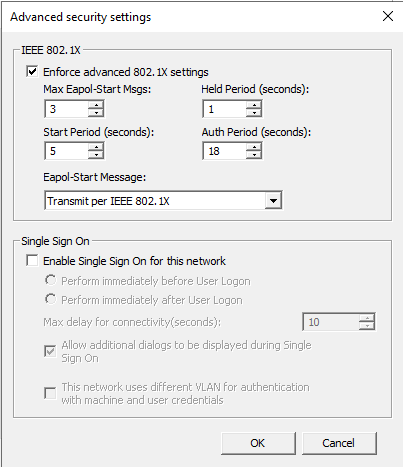 Advanced security settings
IEEE 802.1X
Enforce advanced 802.1X settings
Max Eapol-Start Msgs: Held Period (seconds):
3 1
Start Period (seconds): Auth Period (seconds):
5 18
Eapol-Start Message:
Transmit per IEEE 802.1X
Single Sign On
Enable Single Sign On for this network
Perform immediately before User Logon
Perform immediately after User Logon
Max delay for connectivity(seconds): 10
Allow additional dialogs to be displayed during Single
Sign On
This network uses different VLAN for authentication
with machine and user credentials
OK Cancel